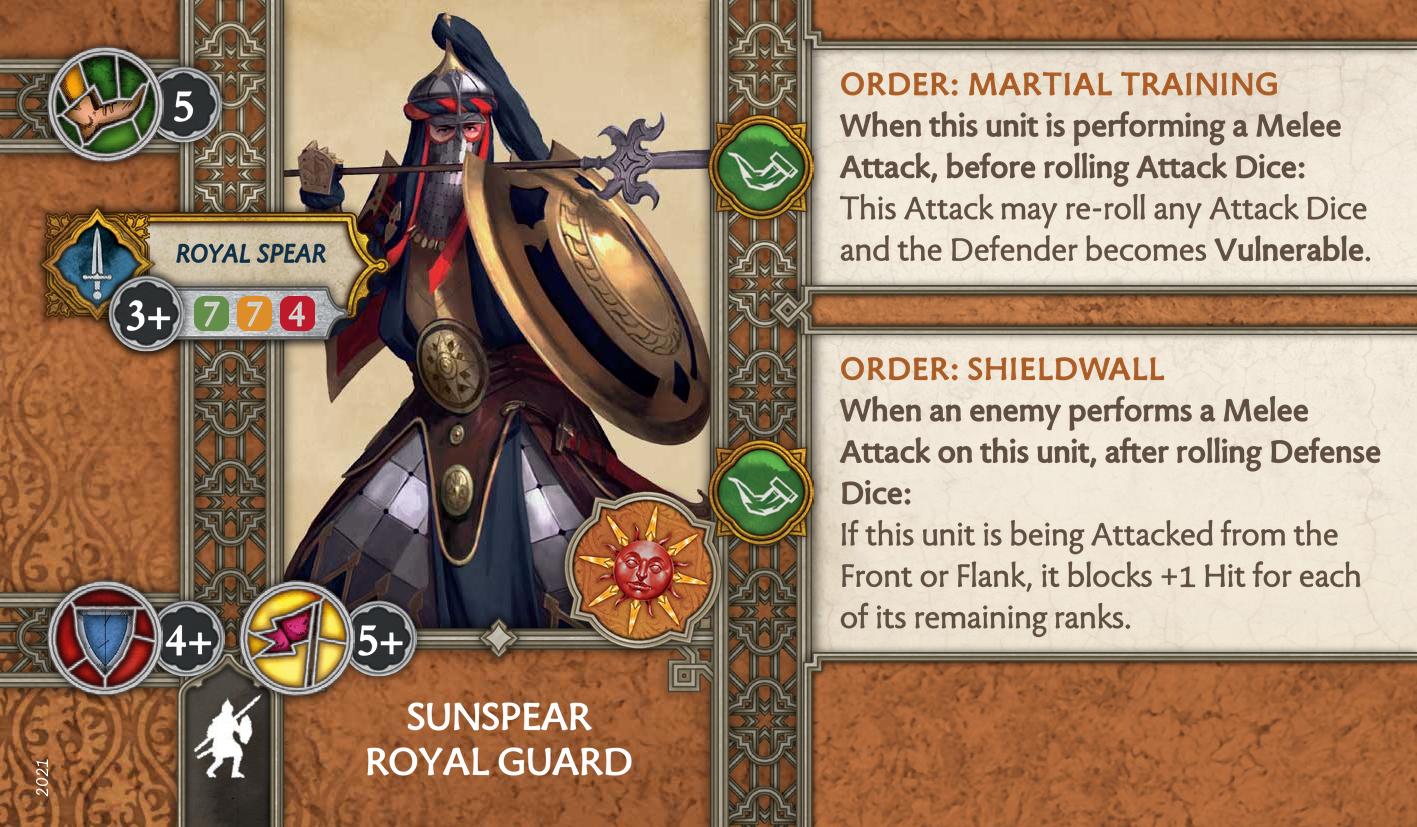 5
ROYAL SPEAR
3+ 7 7 4
4+ 5+
SUNSPEAR
ROYAL GUARD
2021
ORDER: MARTIAL TRAINING
When this unit is performing a Melee
Attack, before rolling Attack Dice:
This Attack may re-roll any Attack Dice
and the Defender becomes Vulnerable.
ORDER: SHIELDWALL
When an enemy performs a Melee
Attack on this unit, after rolling Defense
Dice:
If this unit is being Attacked from the
Front or Flank, it blocks +1 Hit for each
of its remaining ranks.